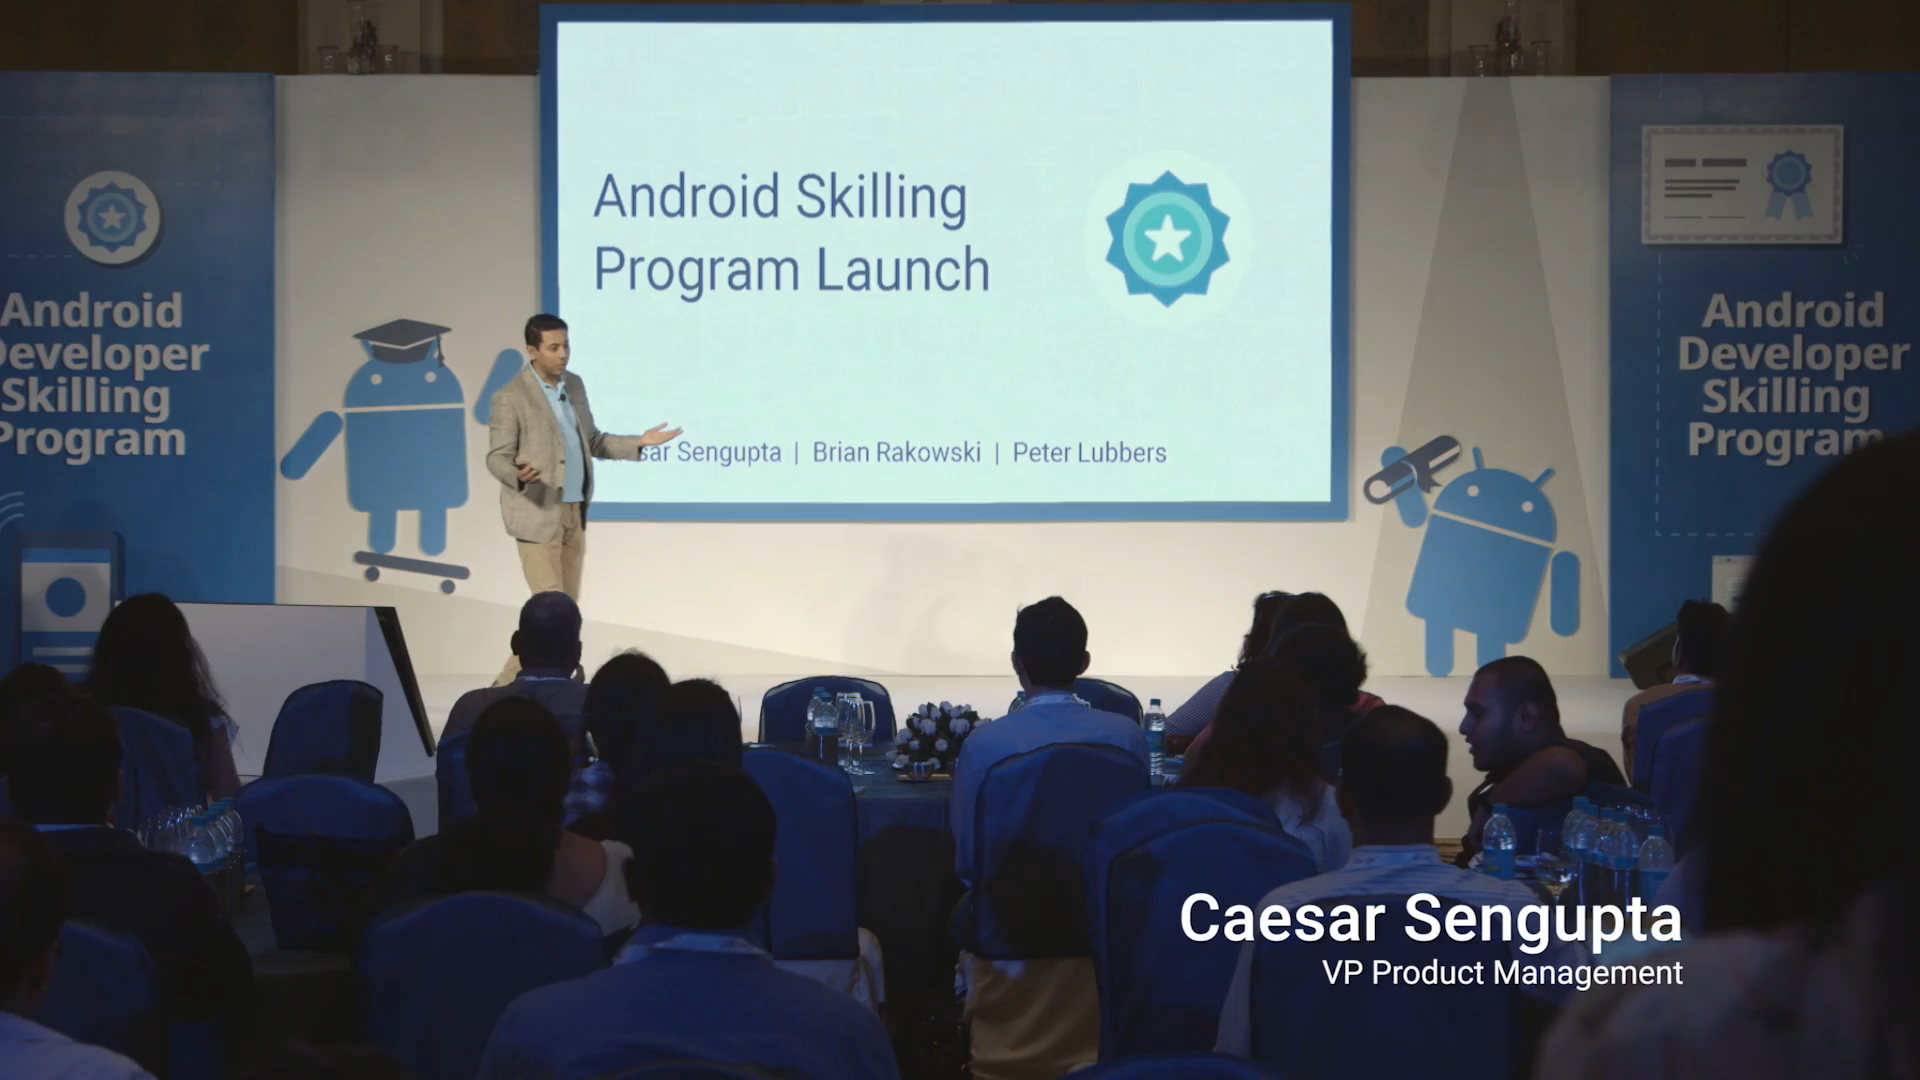 Android Skilling
Program Launch
sar Sengupta | Brian Rakowski | Peter Lubbers
Android
Developer
Skilling
Program
Android
Developer
Skilling
Program
Caesar Sengupta
VP Product Management